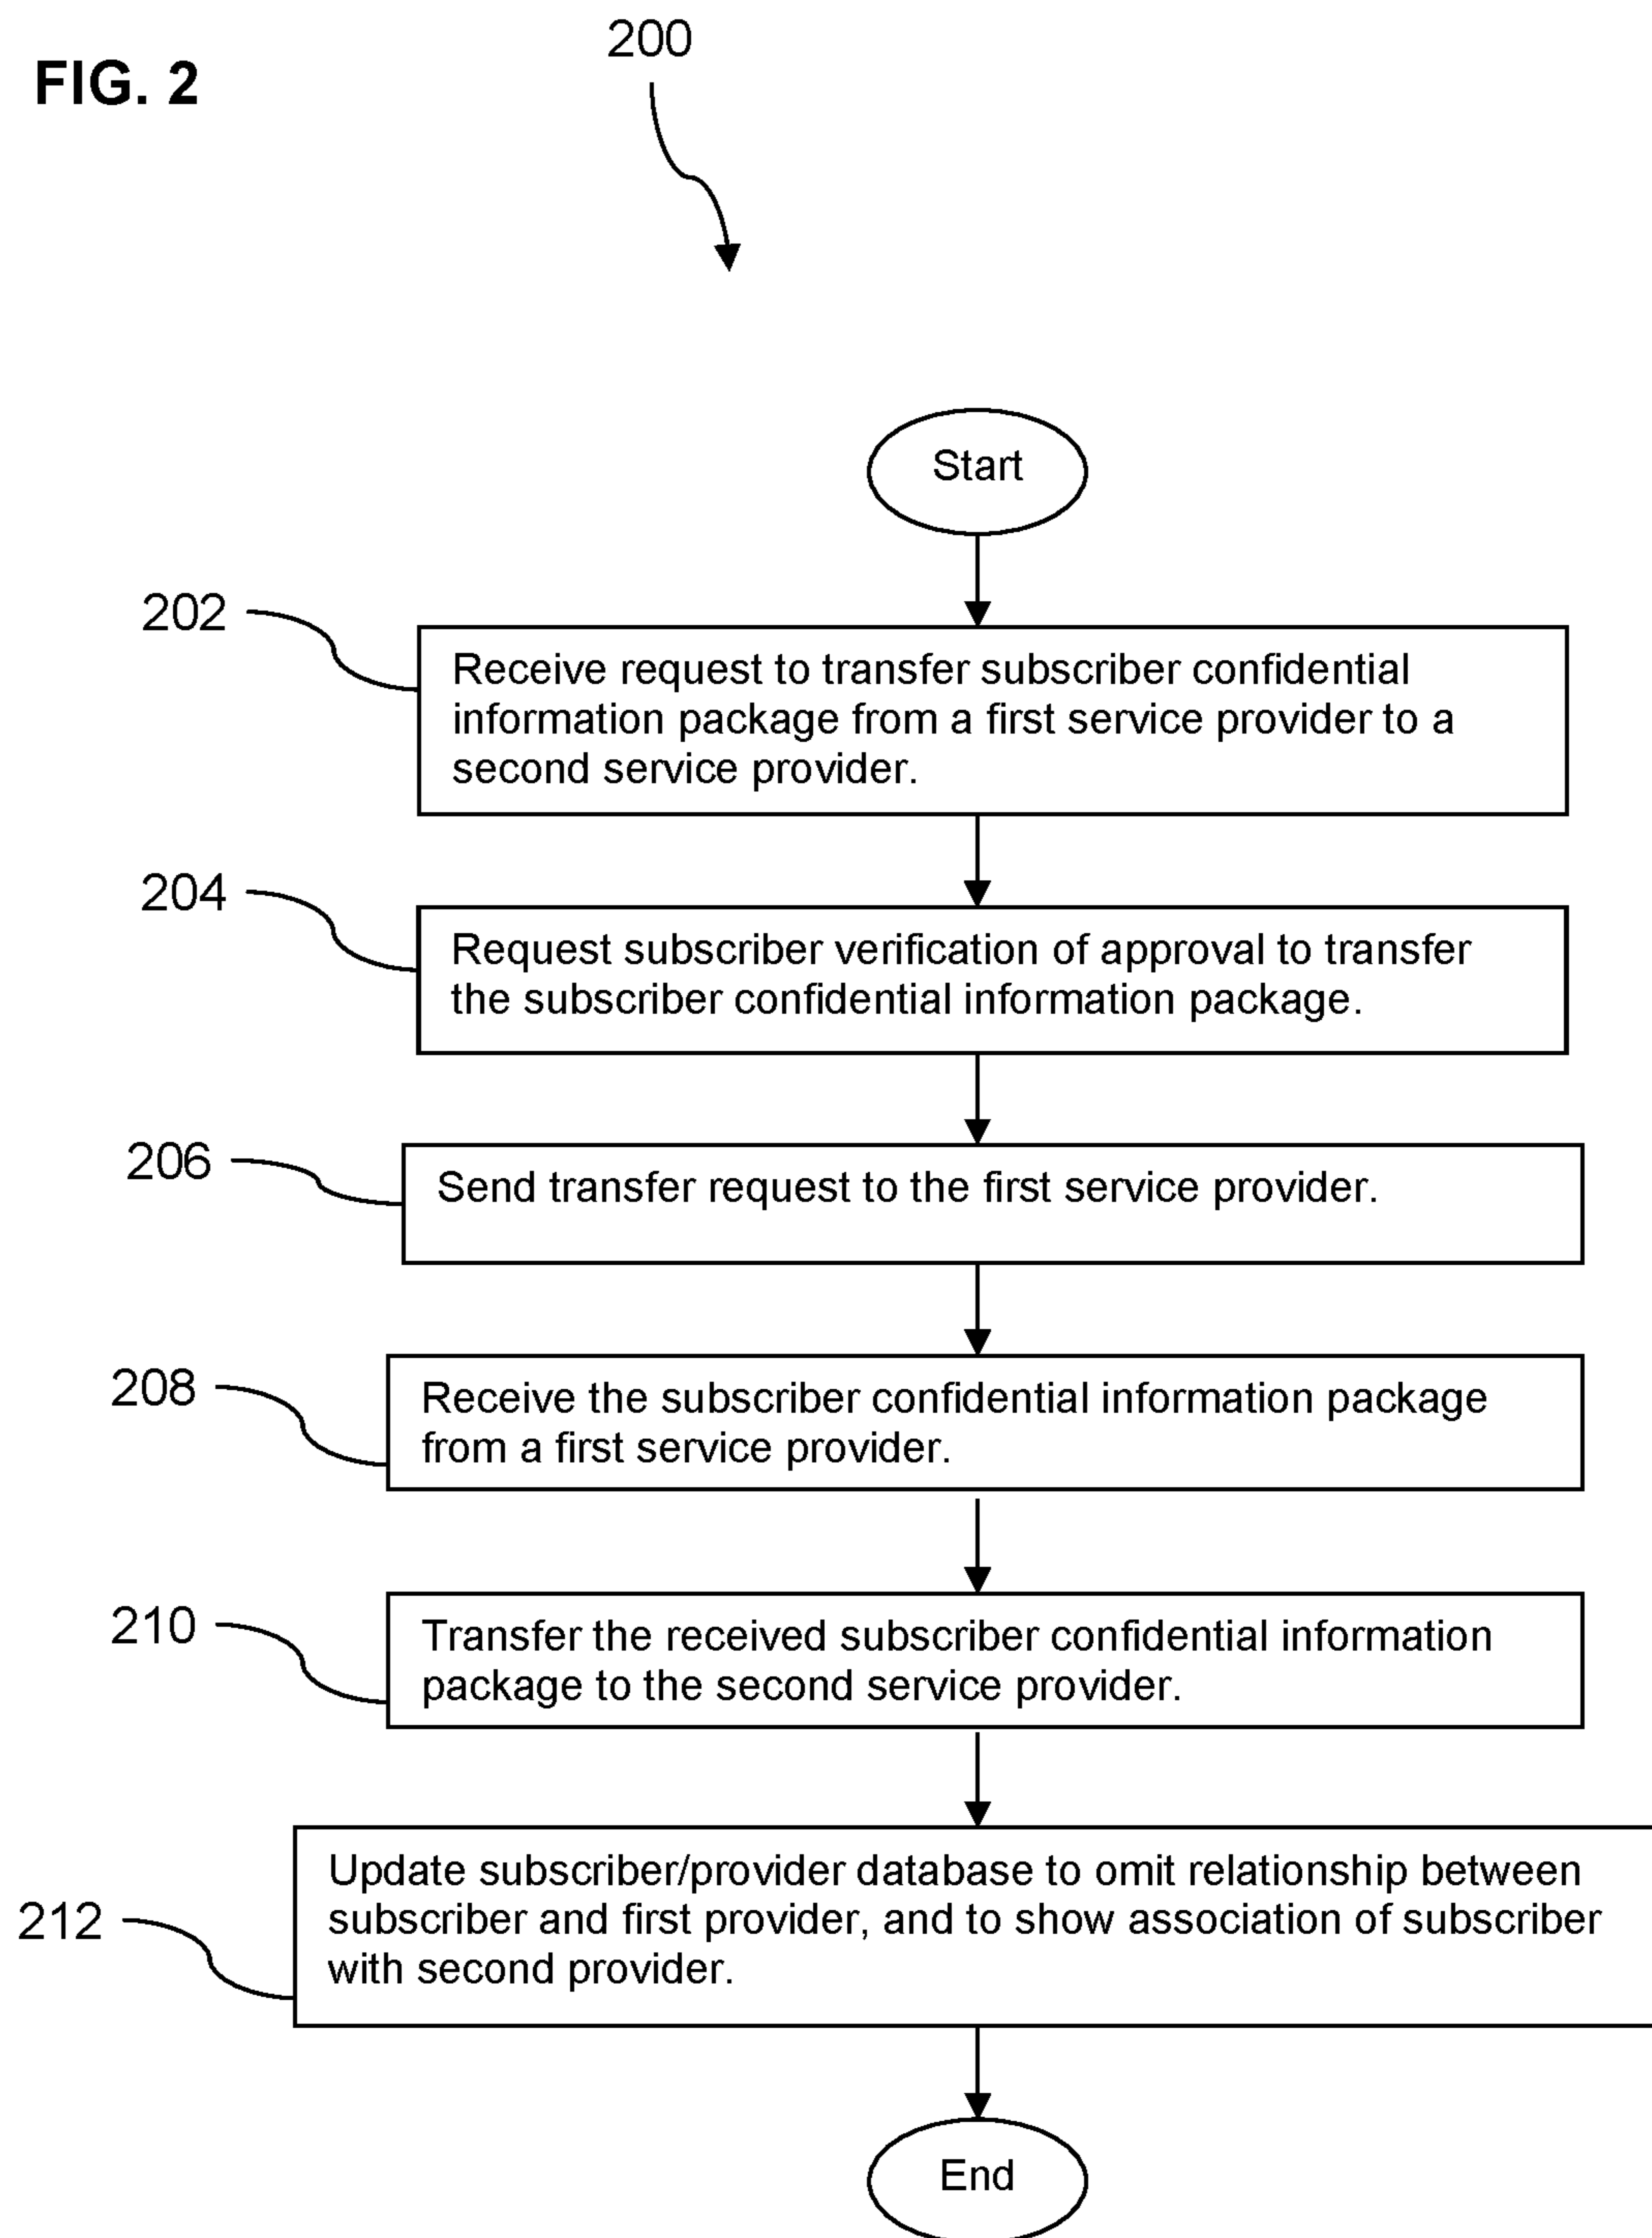 200
FIG. 2
Start
202
Receive request to transfer subscriber confidential
information package from a first service provider to a
second service provider.
204
Request subscriber verification of approval to transfer
the subscriber confidential information package.
206
Send transfer request to the first service provider.
208
Receive the subscriber confidential information package
from a first service provider.
210
Transfer the received subscriber confidential information
package to the second service provider.
212
Update subscriber/provider database to omit relationship between
subscriber and first provider, and to show association of subscriber
with second provider.
End